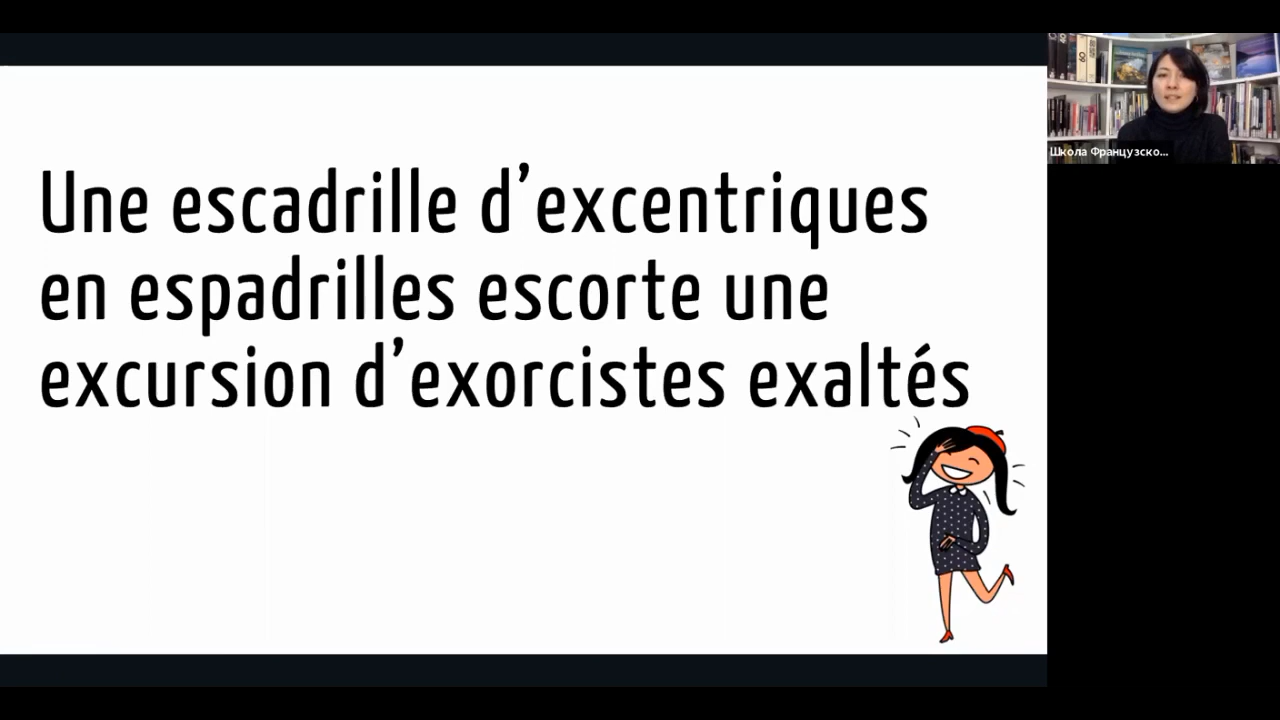 Une escadrille d’excentriques
en espadrilles escorte une
excursion d’exorcistes exaltés
Школа Французско...